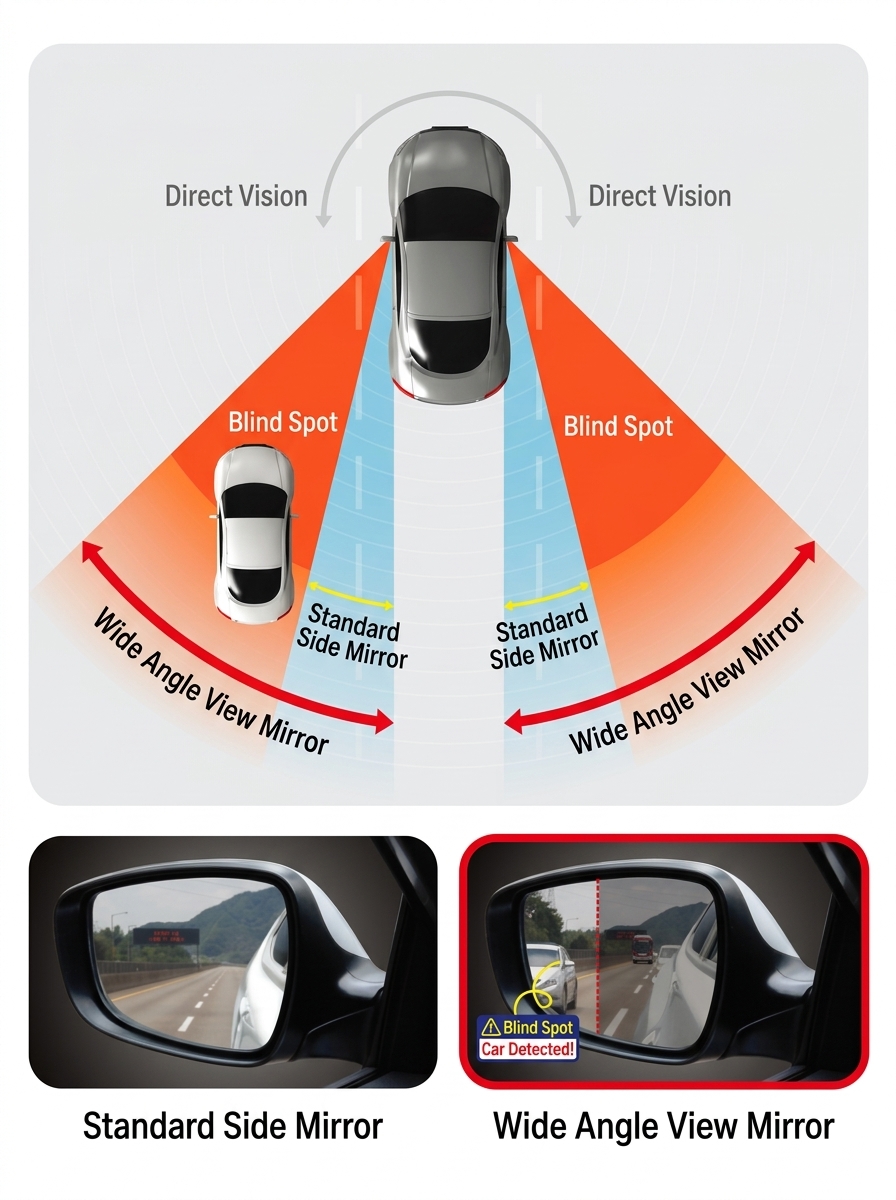 Direct Vision
Direct Vision
Blind Spot
Blind Spot
Standard
Side Mirror
Standard
Side Mirror
Wide Angle View Mirror
Wide Angle View Mirror
⚠ Blind Spot
Car Detected!
Standard Side Mirror
Wide Angle View Mirror